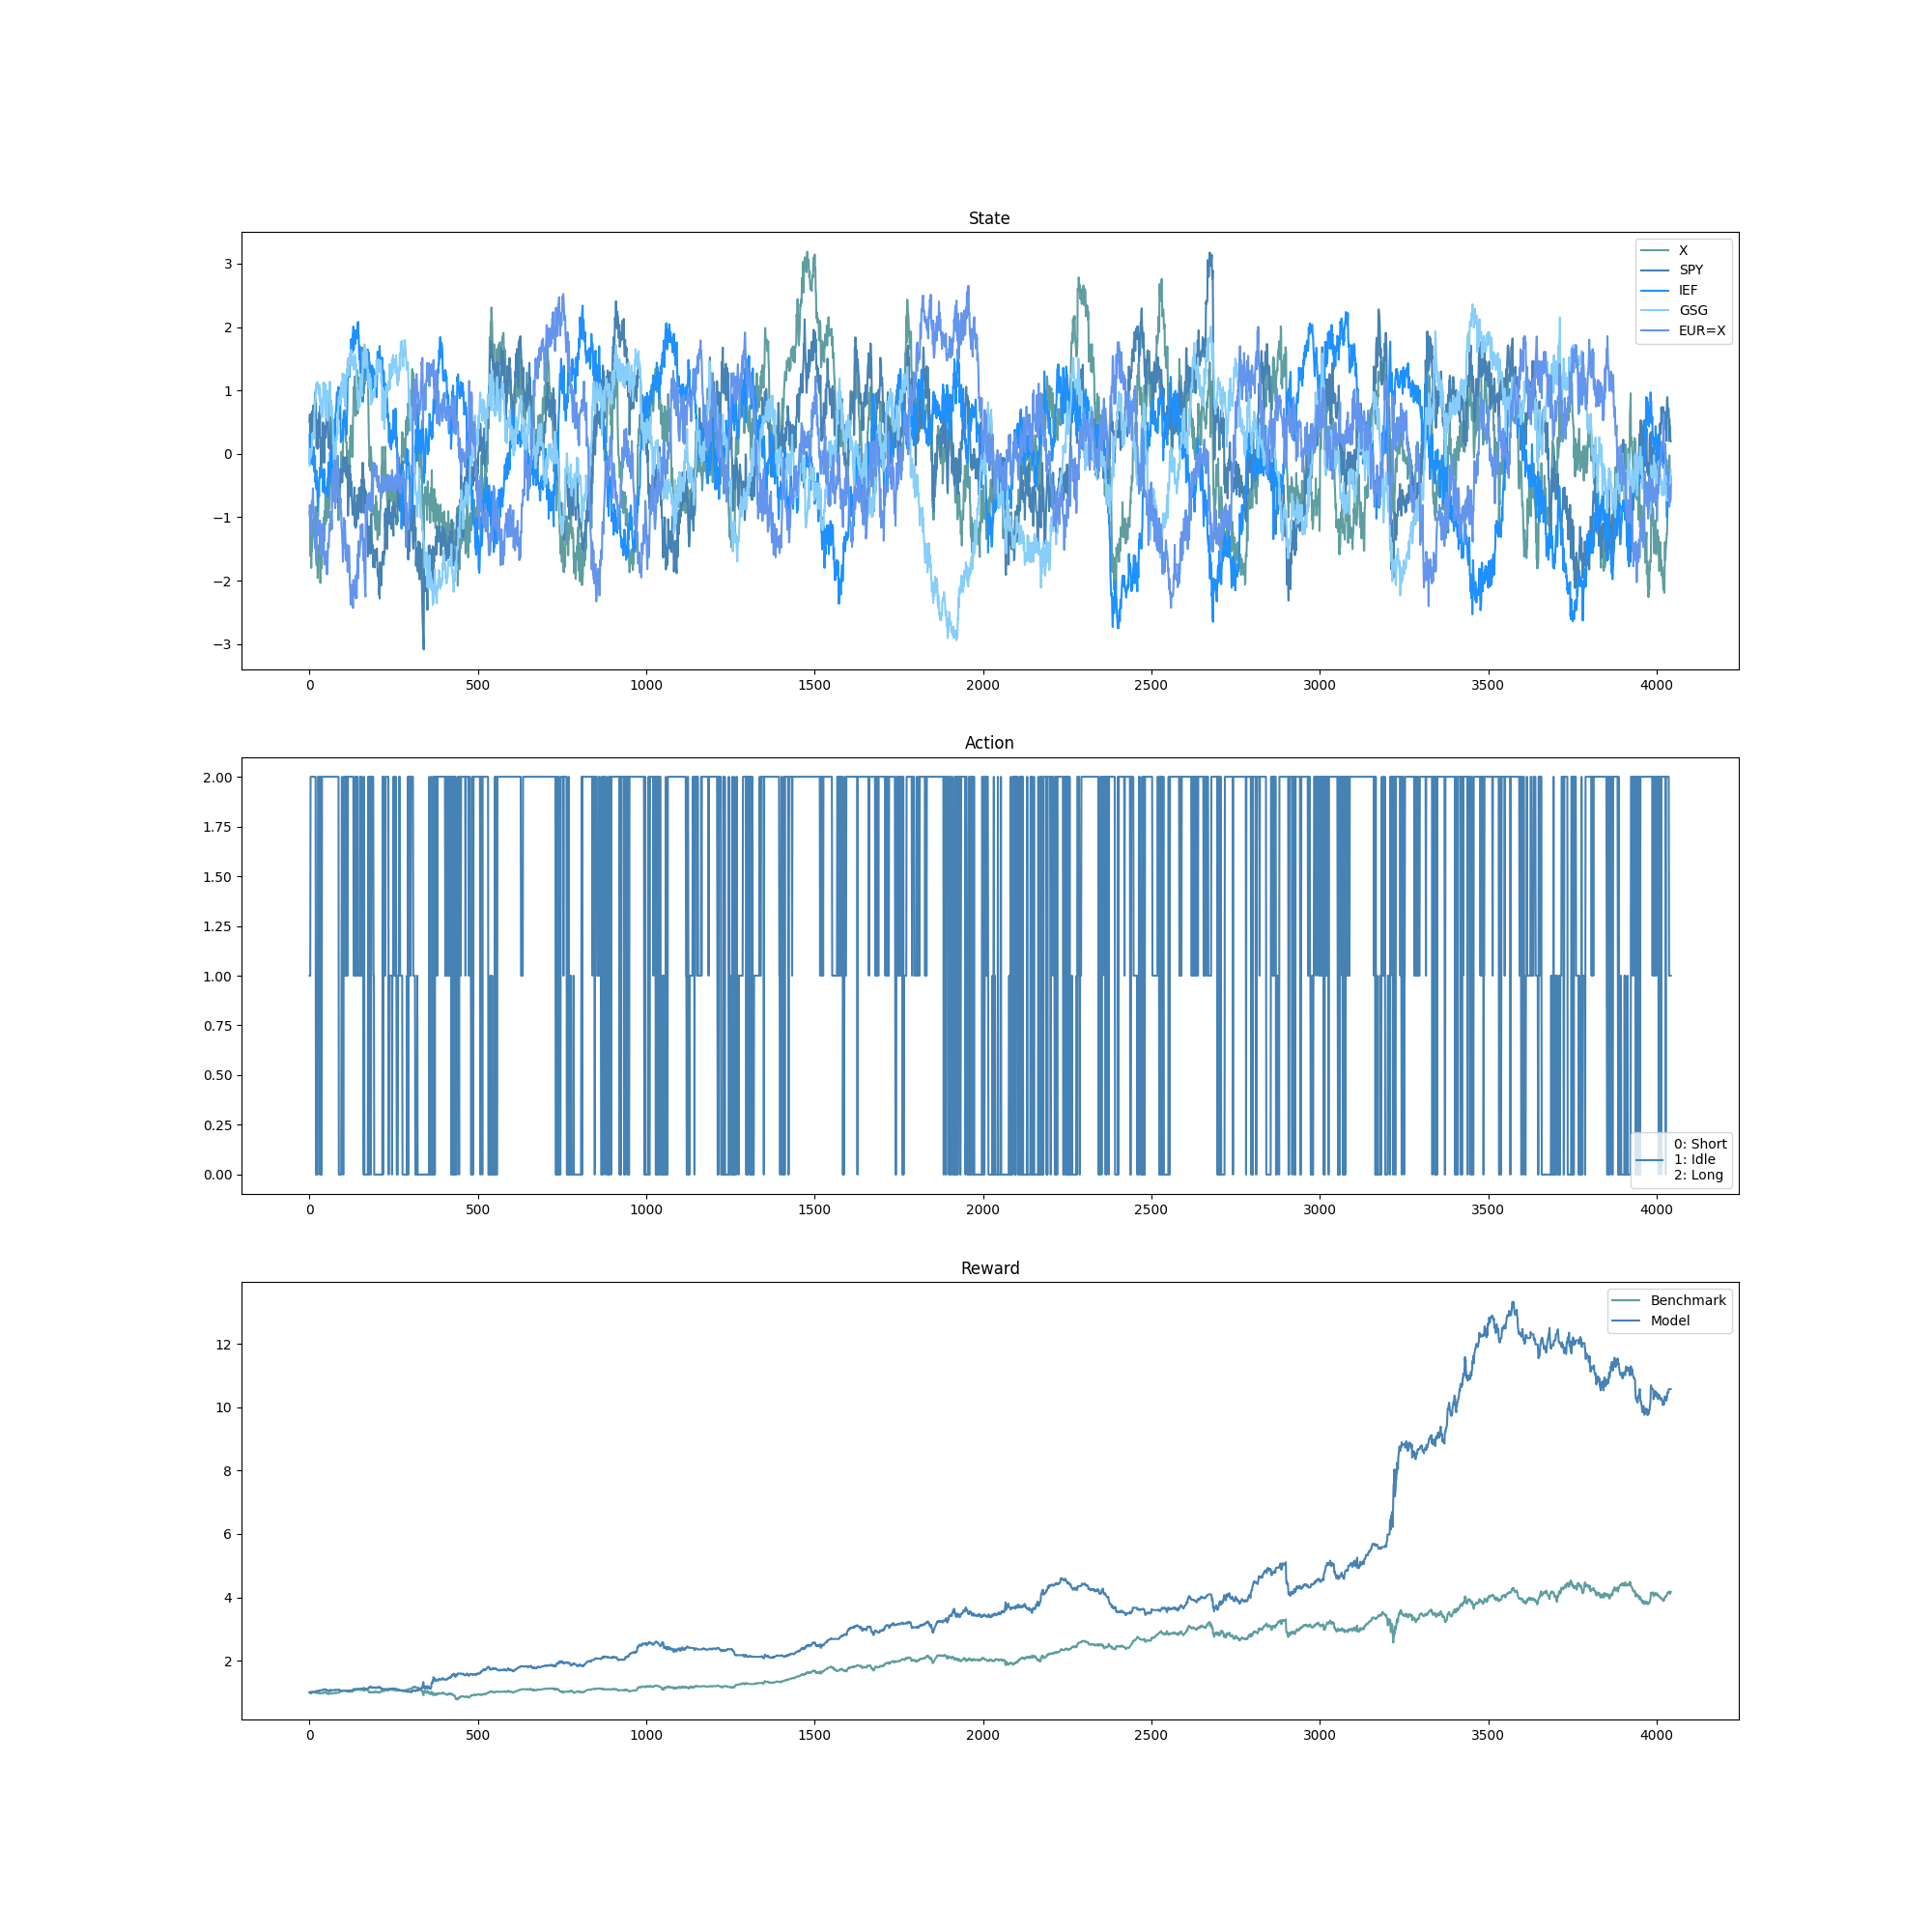 State
3
2
1
0
−1
−2
−3
X
SPY
IEF
GSG
EUR=X
0 500 1000 1500 2000 2500 3000 3500 4000
Action
2.00
1.75
1.50
1.25
1.00
0.75
0.50
0.25
0.00
0: Short
1: Idle
2: Long
0 500 1000 1500 2000 2500 3000 3500 4000
Reward
12
10
8
6
4
2
Benchmark
Model
0 500 1000 1500 2000 2500 3000 3500 4000